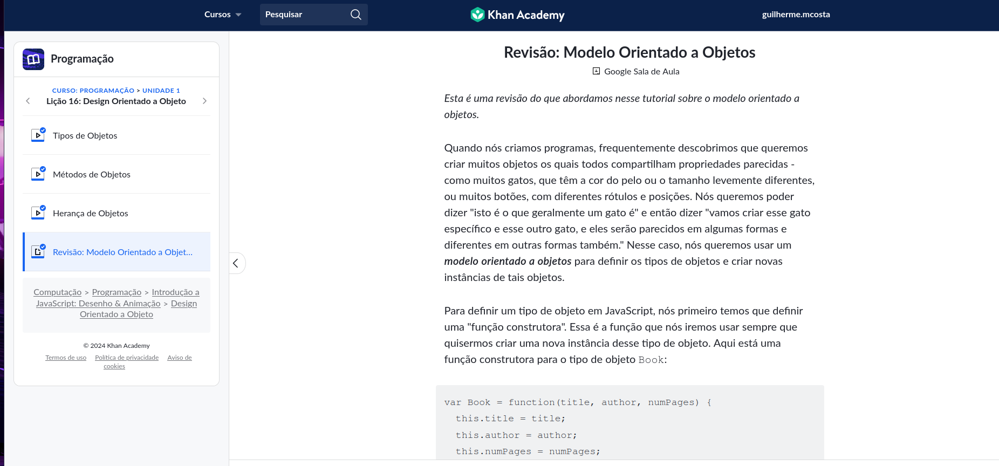 Cursos
Pesquisar
Khan Academy
guilherme.mcosta
Programação
CURSO: PROGRAMAÇÃO > UNIDADE 1
Lição 16: Design Orientado a Objeto
Tipos de Objetos
Métodos de Objetos
Herança de Objetos
Revisão: Modelo Orientado a Objet...
Computação > Programação > Introdução a
JavaScript: Desenho & Animação > Design
Orientado a Objeto
© 2024 Khan Academy
Termos de uso Política de privacidade Aviso de
cookies
Revisão: Modelo Orientado a Objetos
Google Sala de Aula
Esta é uma revisão do que abordamos nesse tutorial sobre o modelo orientado a
objetos.
Quando nós criamos programas, frequentemente descobrimos que queremos
criar muitos objetos os quais todos compartilham propriedades parecidas -
como muitos gatos, que têm a cor do pelo ou o tamanho levemente diferentes,
ou muitos botões, com diferentes rótulos e posições. Nós queremos poder
dizer "isto é o que geralmente um gato é" e então dizer "vamos criar esse gato
específico e esse outro gato, e eles serão parecidos em algumas formas e
diferentes em outras formas também." Nesse caso, nós queremos usar um
modelo orientado a objetos para definir os tipos de objetos e criar novas
instâncias de tais objetos.
Para definir um tipo de objeto em JavaScript, nós primeiro temos que definir
uma "função construtora". Essa é a função que nós iremos usar sempre que
quisermos criar uma nova instância desse tipo de objeto. Aqui está uma
função construtora para o tipo de objeto Book:
var Book = function(title, author, numPages) {
this.title = title;
this.author = author;
this.numPages = numPages;